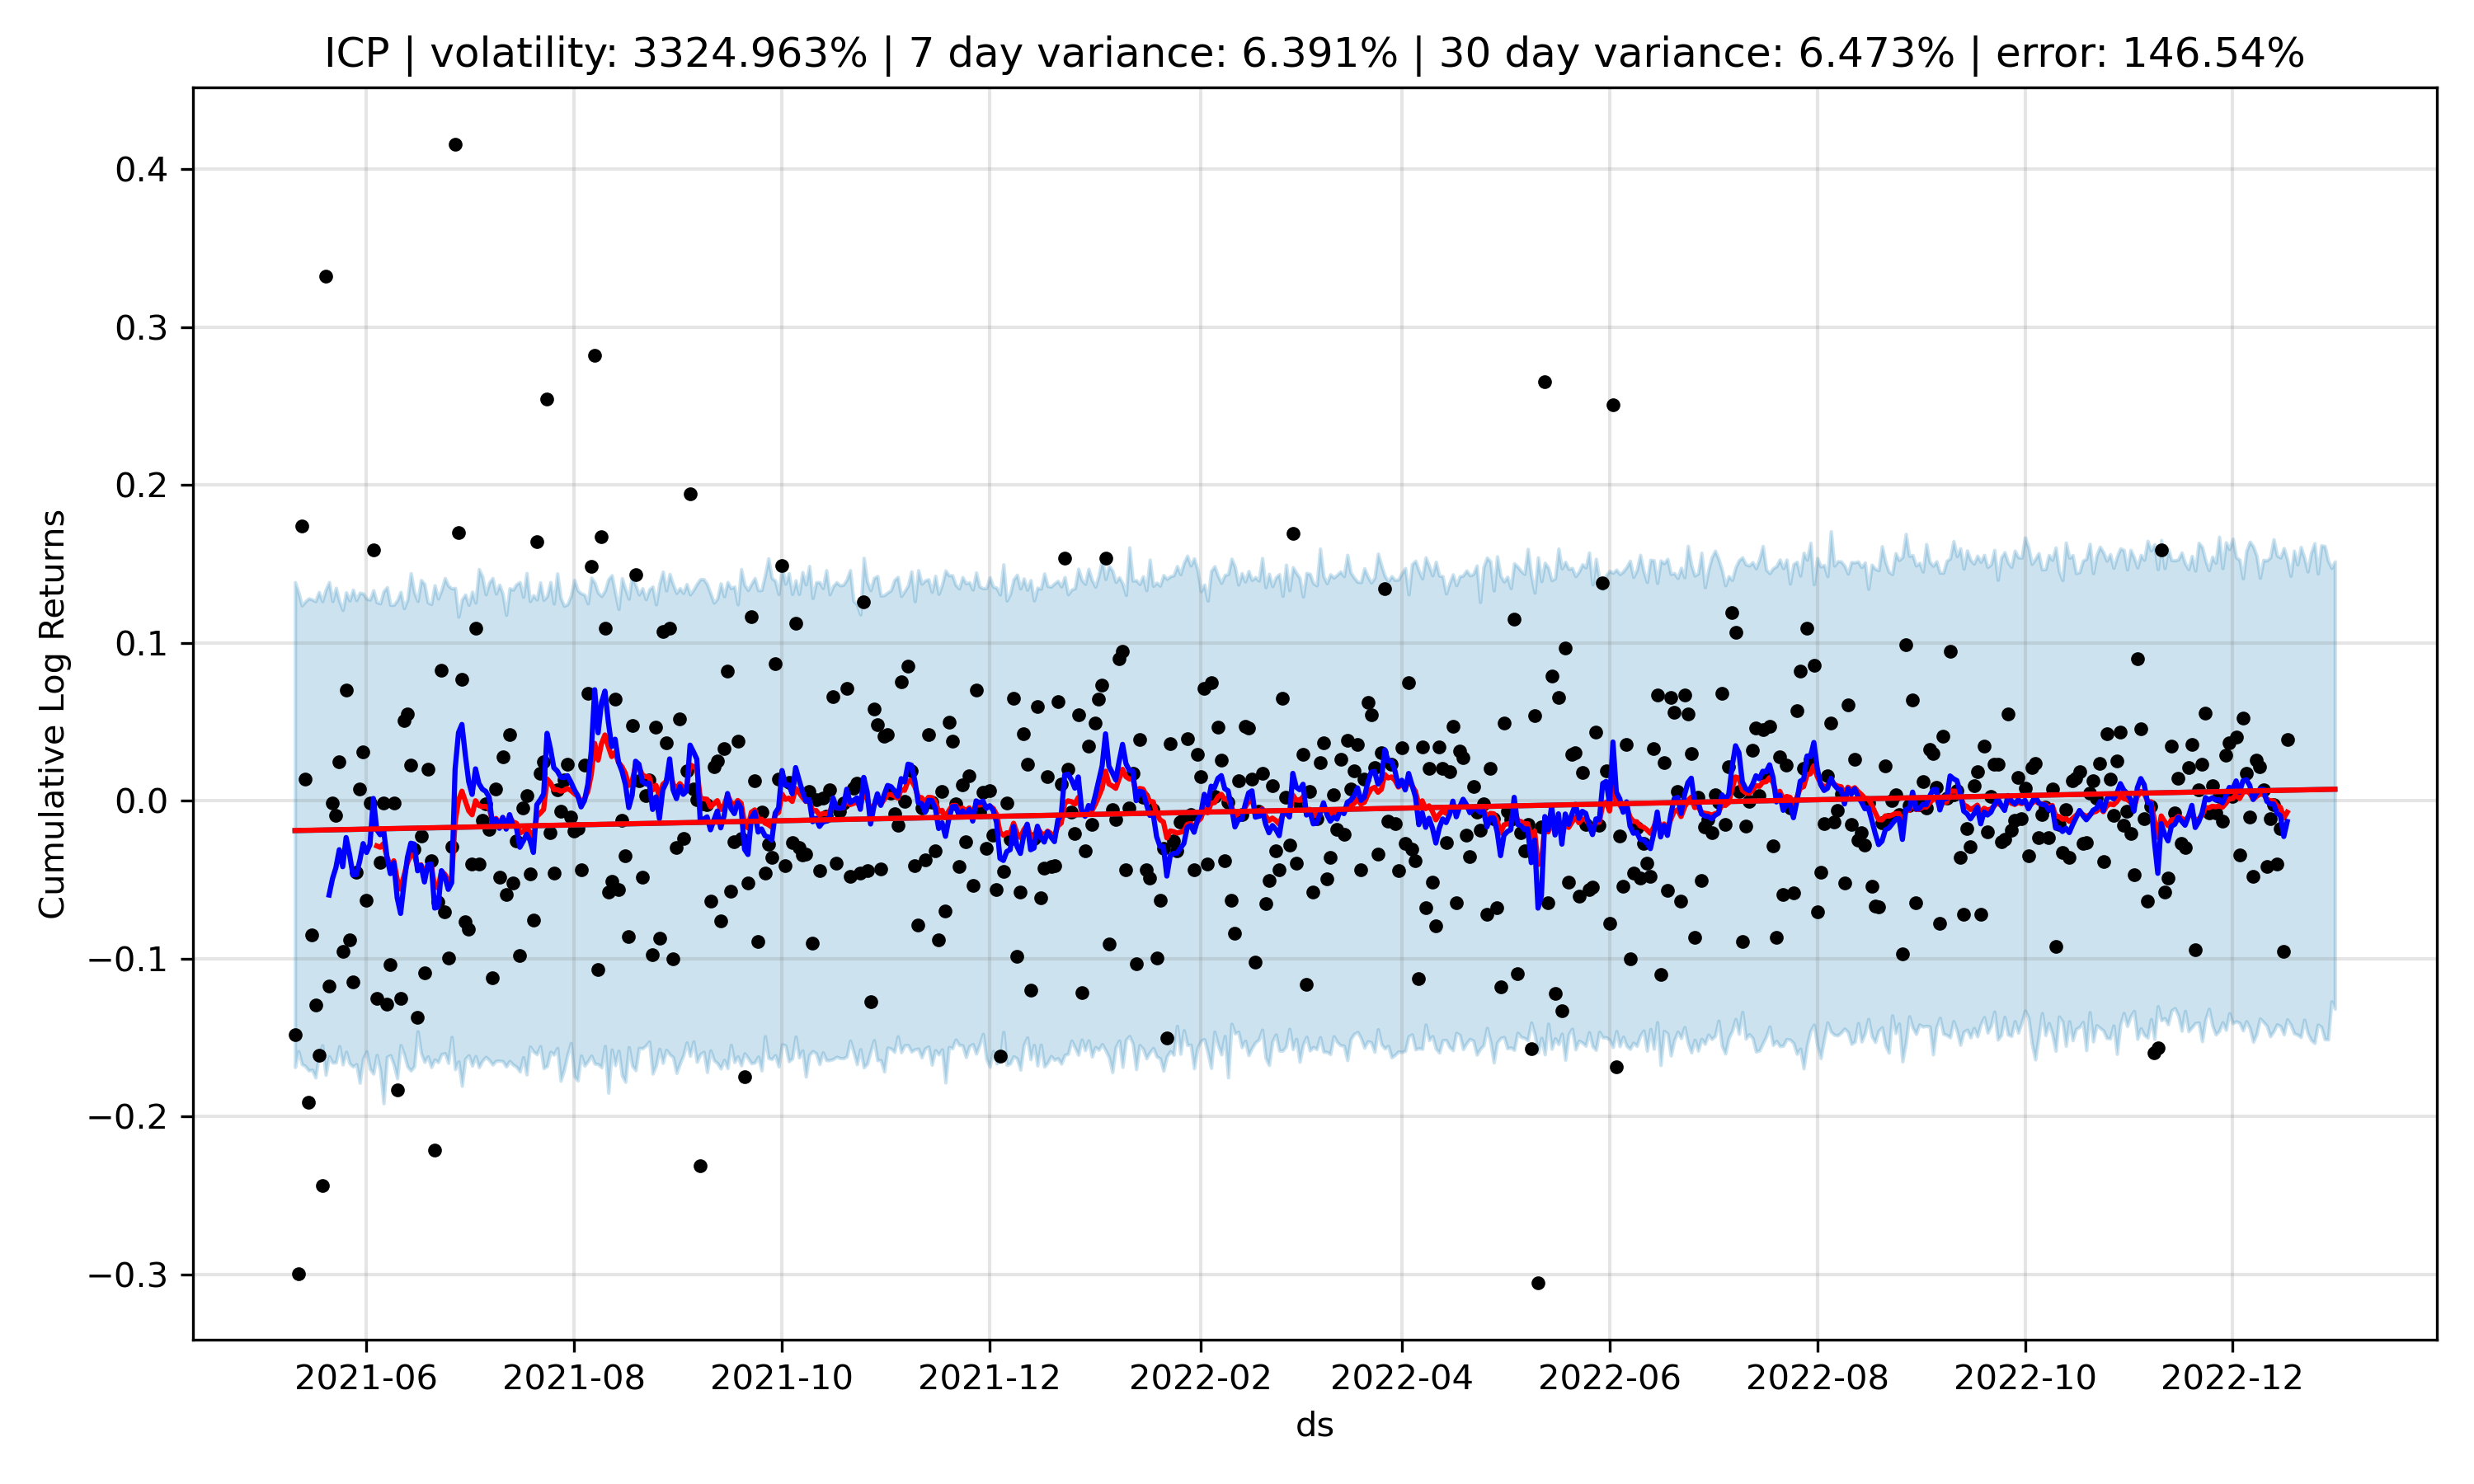 ICP | volatility: 3324.963% | 7 day variance: 6.391% | 30 day variance: 6.473% | error: 146.54%
Cumulative Log Returns
0.4
0.3
0.2
0.1
0.0
−0.1
−0.2
−0.3
2021-06 2021-08 2021-10 2021-12 2022-02 2022-04 2022-06 2022-08 2022-10 2022-12
ds